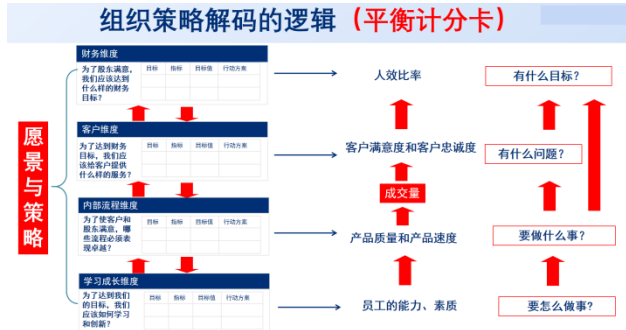 组织策略解码的逻辑（平衡计分卡）
愿景与策略
财务维度
为了股东满意，
我们应该达到
什么样的财务
目标？
目标 指标 目标值 行动方案
人效比率
有什么目标？
客户维度
为了达到财务
目标，我们应
该给客户提供
什么样的服务？
目标 指标 目标值 行动方案
客户满意度和客户忠诚度
有什么问题？
成交量
内部流程维度
为了使客户和
股东满意，哪
些流程必须表
现卓越？
目标 指标 目标值 行动方案
产品质量和产品速度
要做什么事？
学习成长维度
为了达到我们
的目标，我们
应该如何学习
和创新？
目标 指标 目标值 行动方案
员工的能力、素质
要怎么做事？